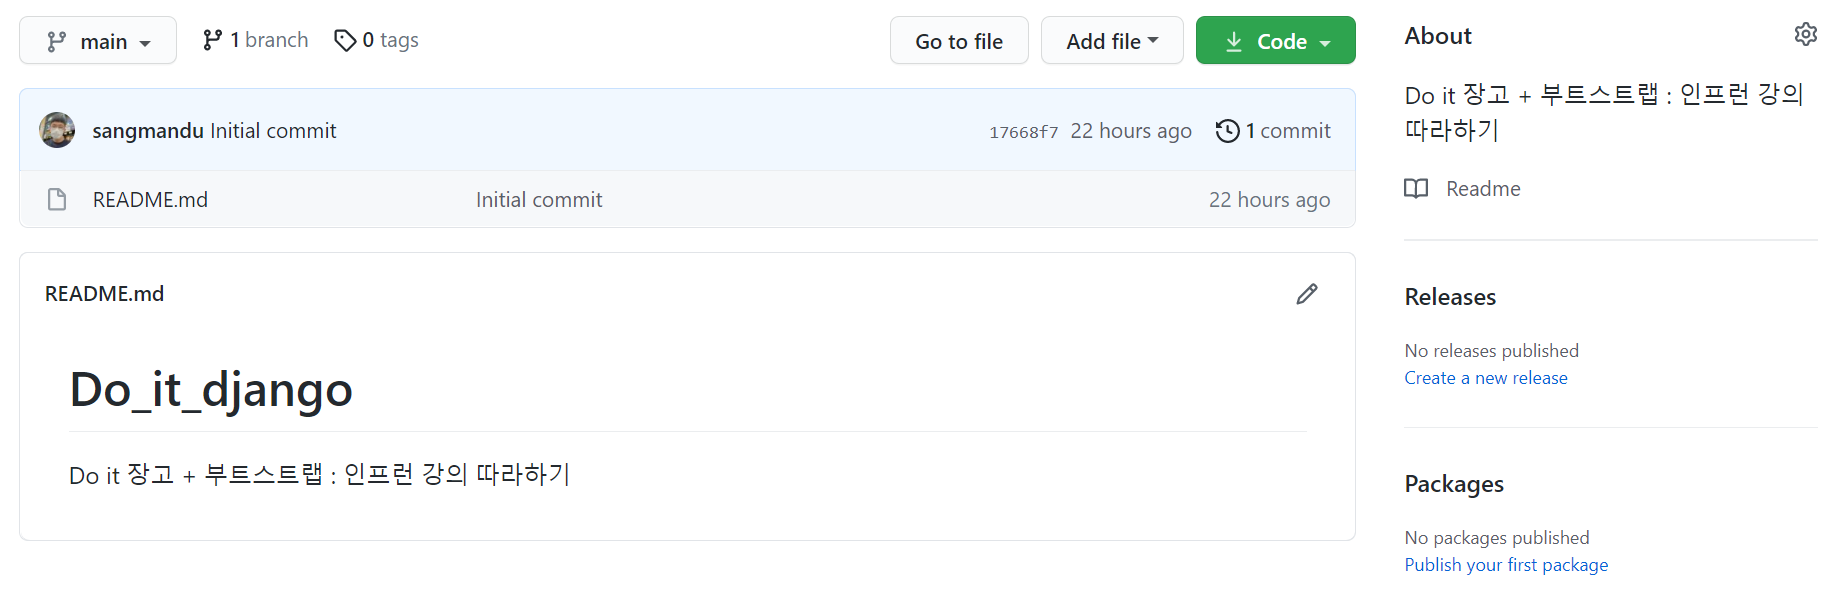 main 1 branch 0 tags Go to file Add file Code
sangmandu Initial commit 17668f7 22 hours ago 1 commit
README.md Initial commit 22 hours ago
README.md
Do_it_django
Do it 장고 + 부트스트랩 : 인프런 강의 따라하기
About
Do it 장고 + 부트스트랩 : 인프런 강의
따라하기
Readme
Releases
No releases published
Create a new release
Packages
No packages published
Publish your first package